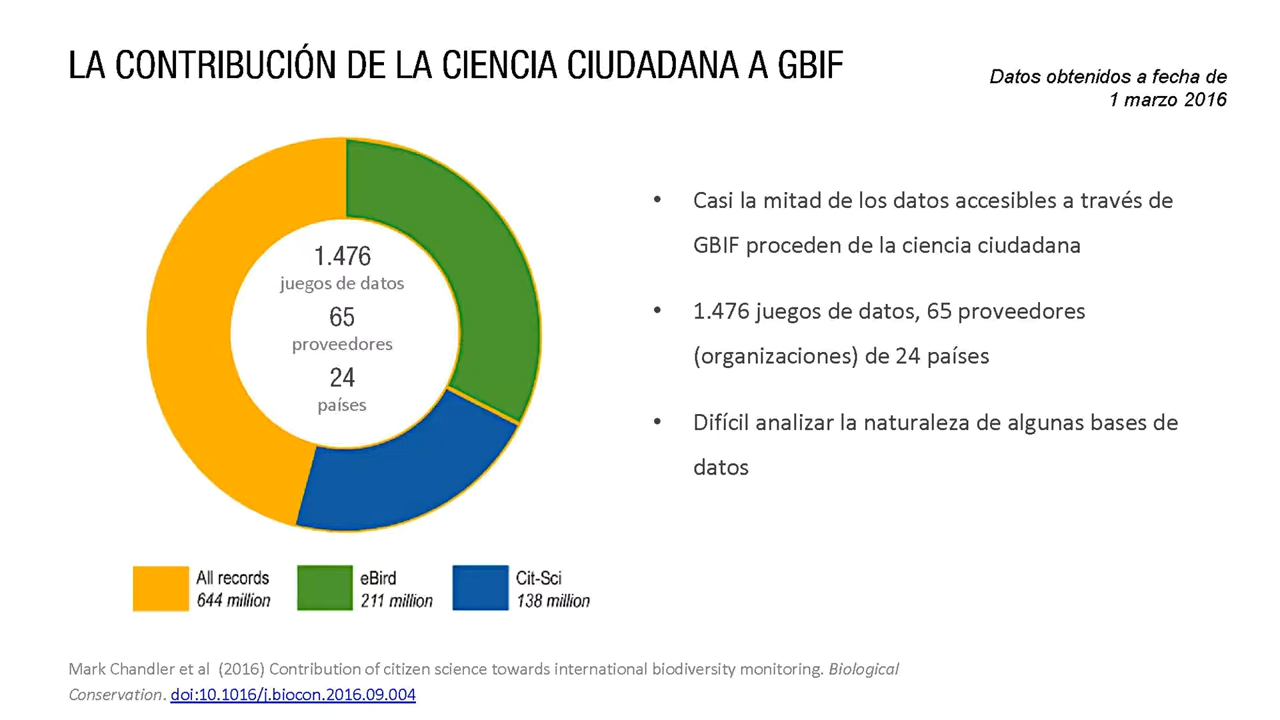 LA CONTRIBUCIÓN DE LA CIENCIA CIUDADANA A GBIF
Datos obtenidos a fecha de
1 marzo 2016
1.476
juegos de datos
65
proveedores
24
países
• Casi la mitad de los datos accesibles a través de
GBIF proceden de la ciencia ciudadana
• 1.476 juegos de datos, 65 proveedores
(organizaciones) de 24 países
• Difícil analizar la naturaleza de algunas bases de
datos
All records
644 million
eBird
211 million
Cit-Sci
138 million
Mark Chandler et al (2016) Contribution of citizen science towards international biodiversity monitoring. Biological
Conservation. doi:10.1016/j.biocon.2016.09.004